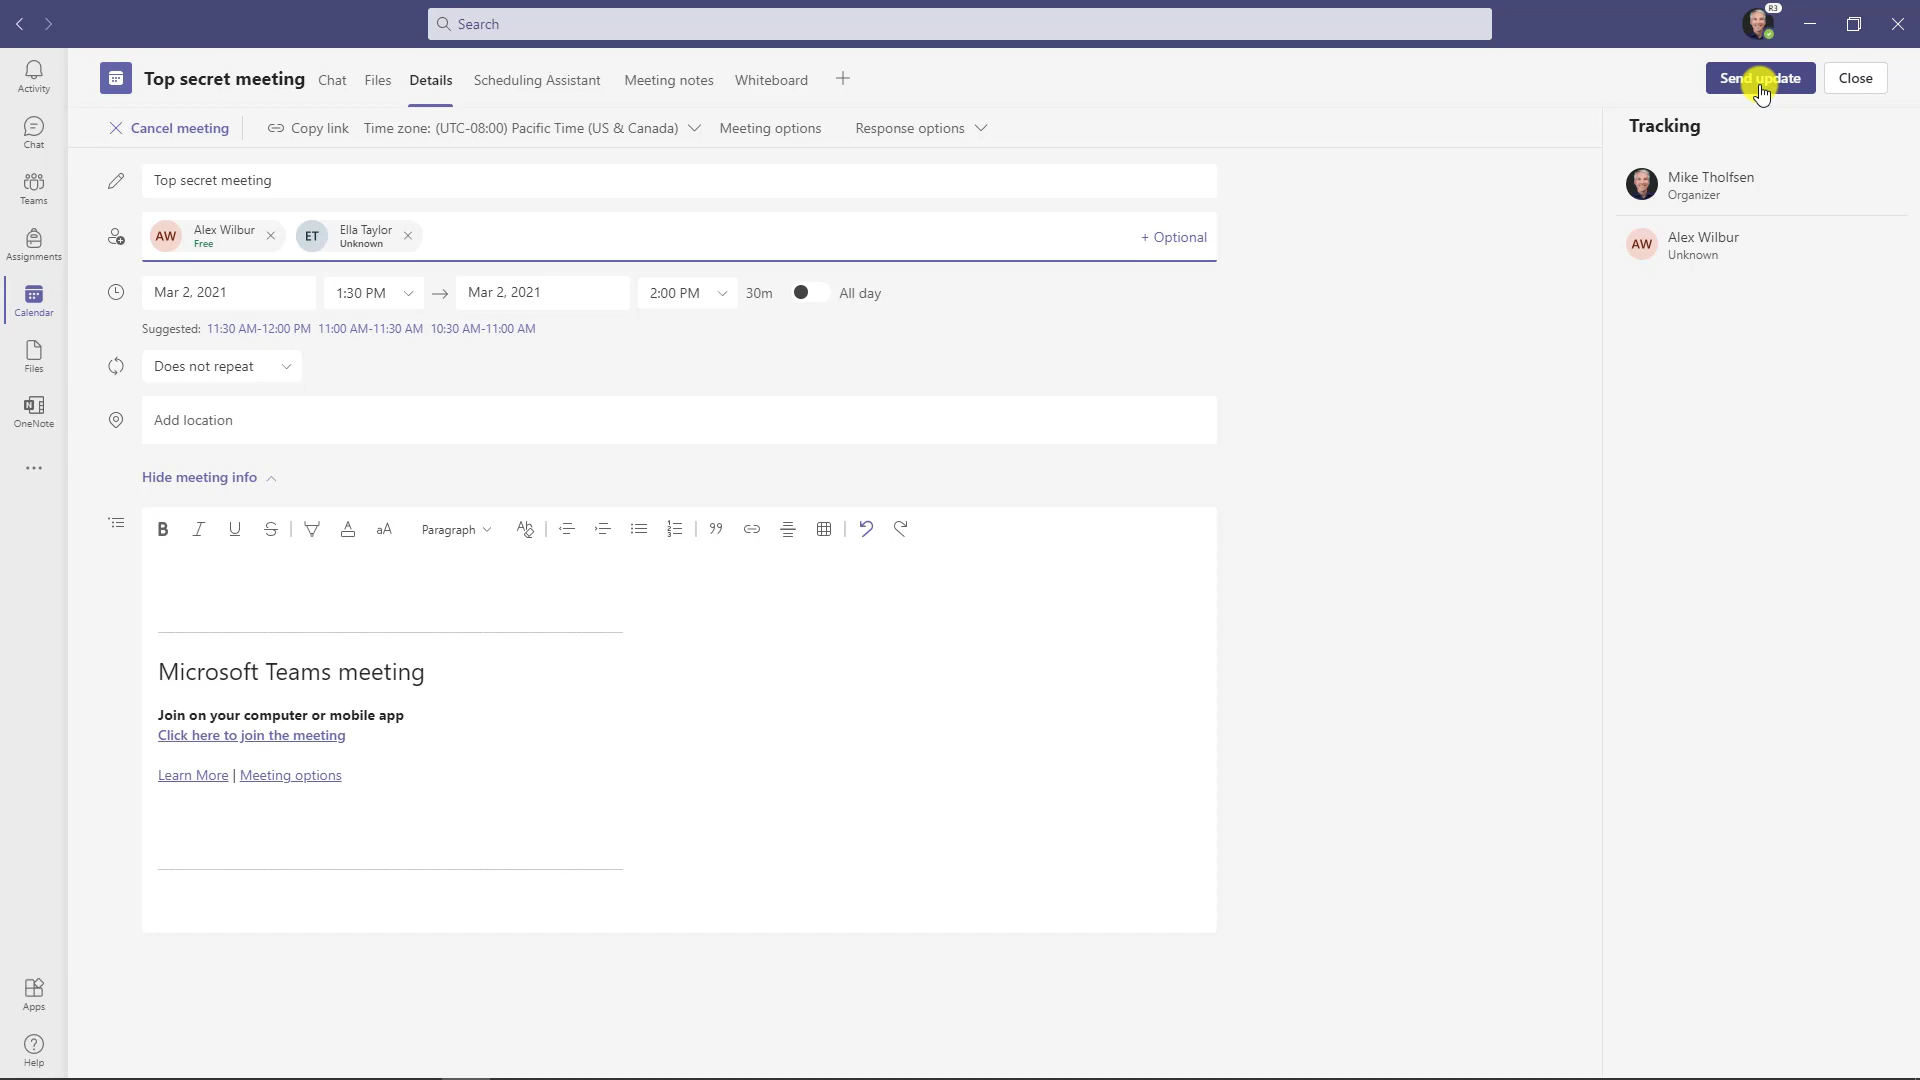 Search
R3
Activity
Chat
Teams
Assignments
Calendar
Files
OneNote
Apps
Help
Top secret meeting Chat Files Details Scheduling Assistant Meeting notes Whiteboard
Send update Close
Cancel meeting Copy link Time zone: (UTC-08:00) Pacific Time (US & Canada) Meeting options Response options
Top secret meeting
AW Alex Wilbur Free ET Ella Taylor Unknown + Optional
Mar 2, 2021 1:30 PM Mar 2, 2021 2:00 PM 30m All day
Suggested: 11:30 AM-12:00 PM 11:00 AM-11:30 AM 10:30 AM-11:00 AM
Does not repeat
Add location
Hide meeting info
B I U S A aA Paragraph
Microsoft Teams meeting
Join on your computer or mobile app
Click here to join the meeting
Learn More | Meeting options
Tracking
Mike Tholfsen
Organizer
AW Alex Wilbur
Unknown